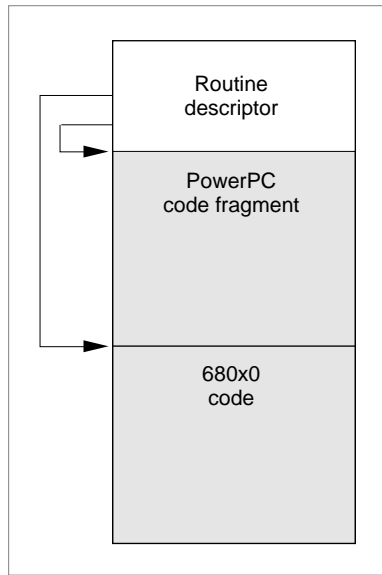 Routine
descriptor
PowerPC
code fragment
680x0
code